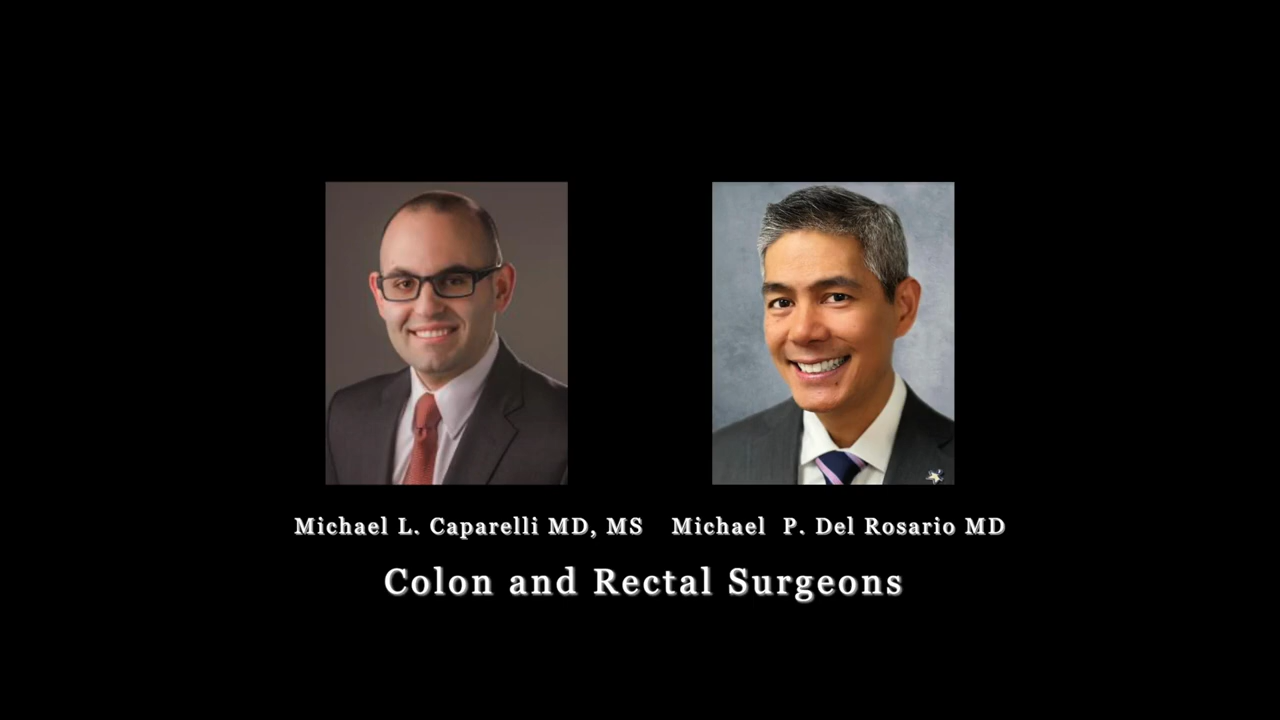 Michael L. Caparelli MD, MS Michael P. Del Rosario MD
Colon and Rectal Surgeons